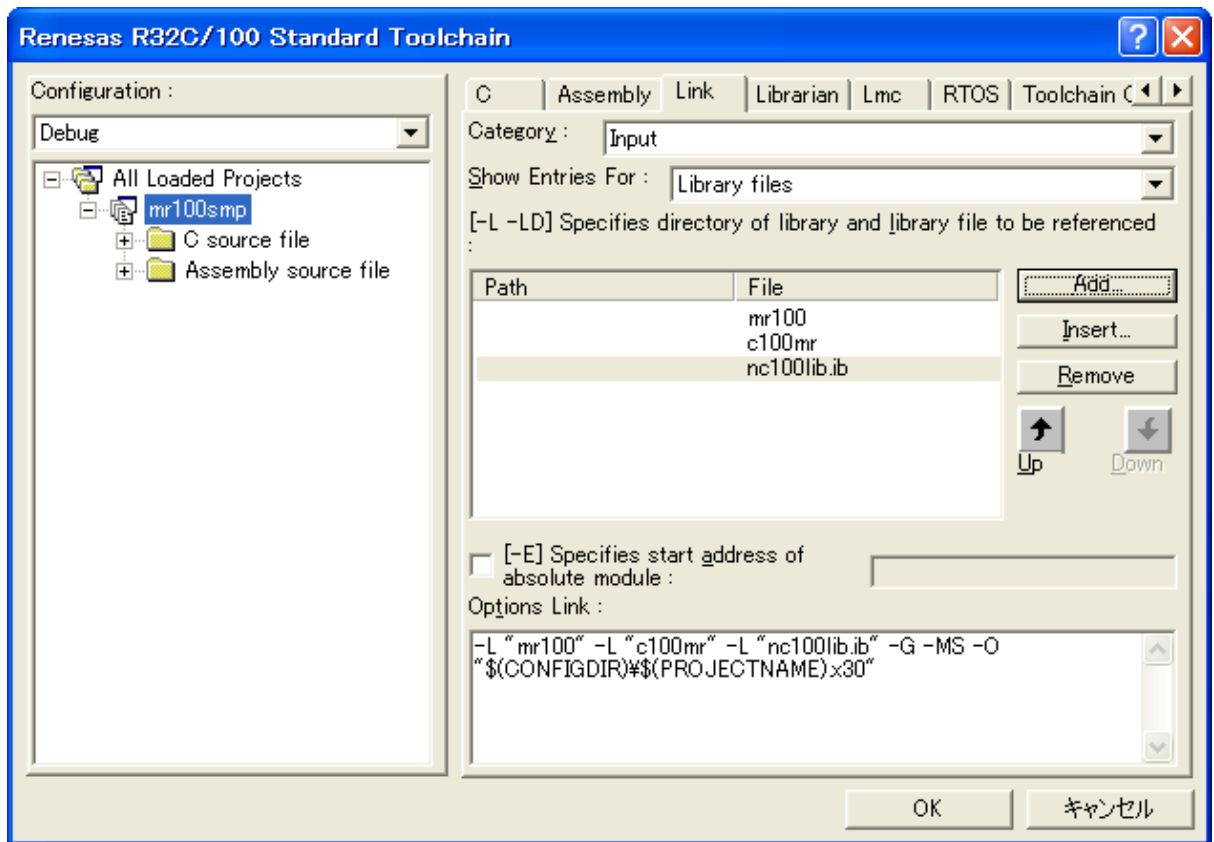 Renesas R32C/100 Standard Toolchain
Configuration :
Debug
All Loaded Projects
mr100smp
C source file
Assembly source file
C Assembly Link Librarian Lmc RTOS Toolchain
Category :
Input
Show Entries For :
Library files
[-L -LD] Specifies directory of library and library file to be referenced
:
Path File
mr100
c100mr
nc100lib.ib
Add...
Insert...
Remove
Up Down
[-E] Specifies start address of
absolute module :
Options Link :
-L "mr100" -L "c100mr" -L "nc100lib.ib" -G -MS -O
"$(CONFIGDIR)¥$(PROJECTNAME).x30"
OK キャンセル